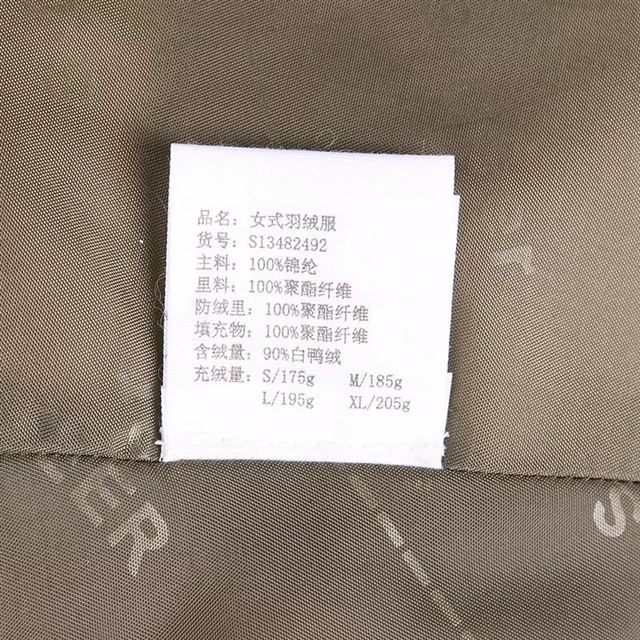 品名：女式羽绒服
货号：S13482492
主料：100%锦纶
里料：100%聚酯纤维
防绒里：100%聚酯纤维
填充物：100%聚酯纤维
含绒量：90%白鸭绒
充绒量：S/175g M/185g
L/195g XL/205g